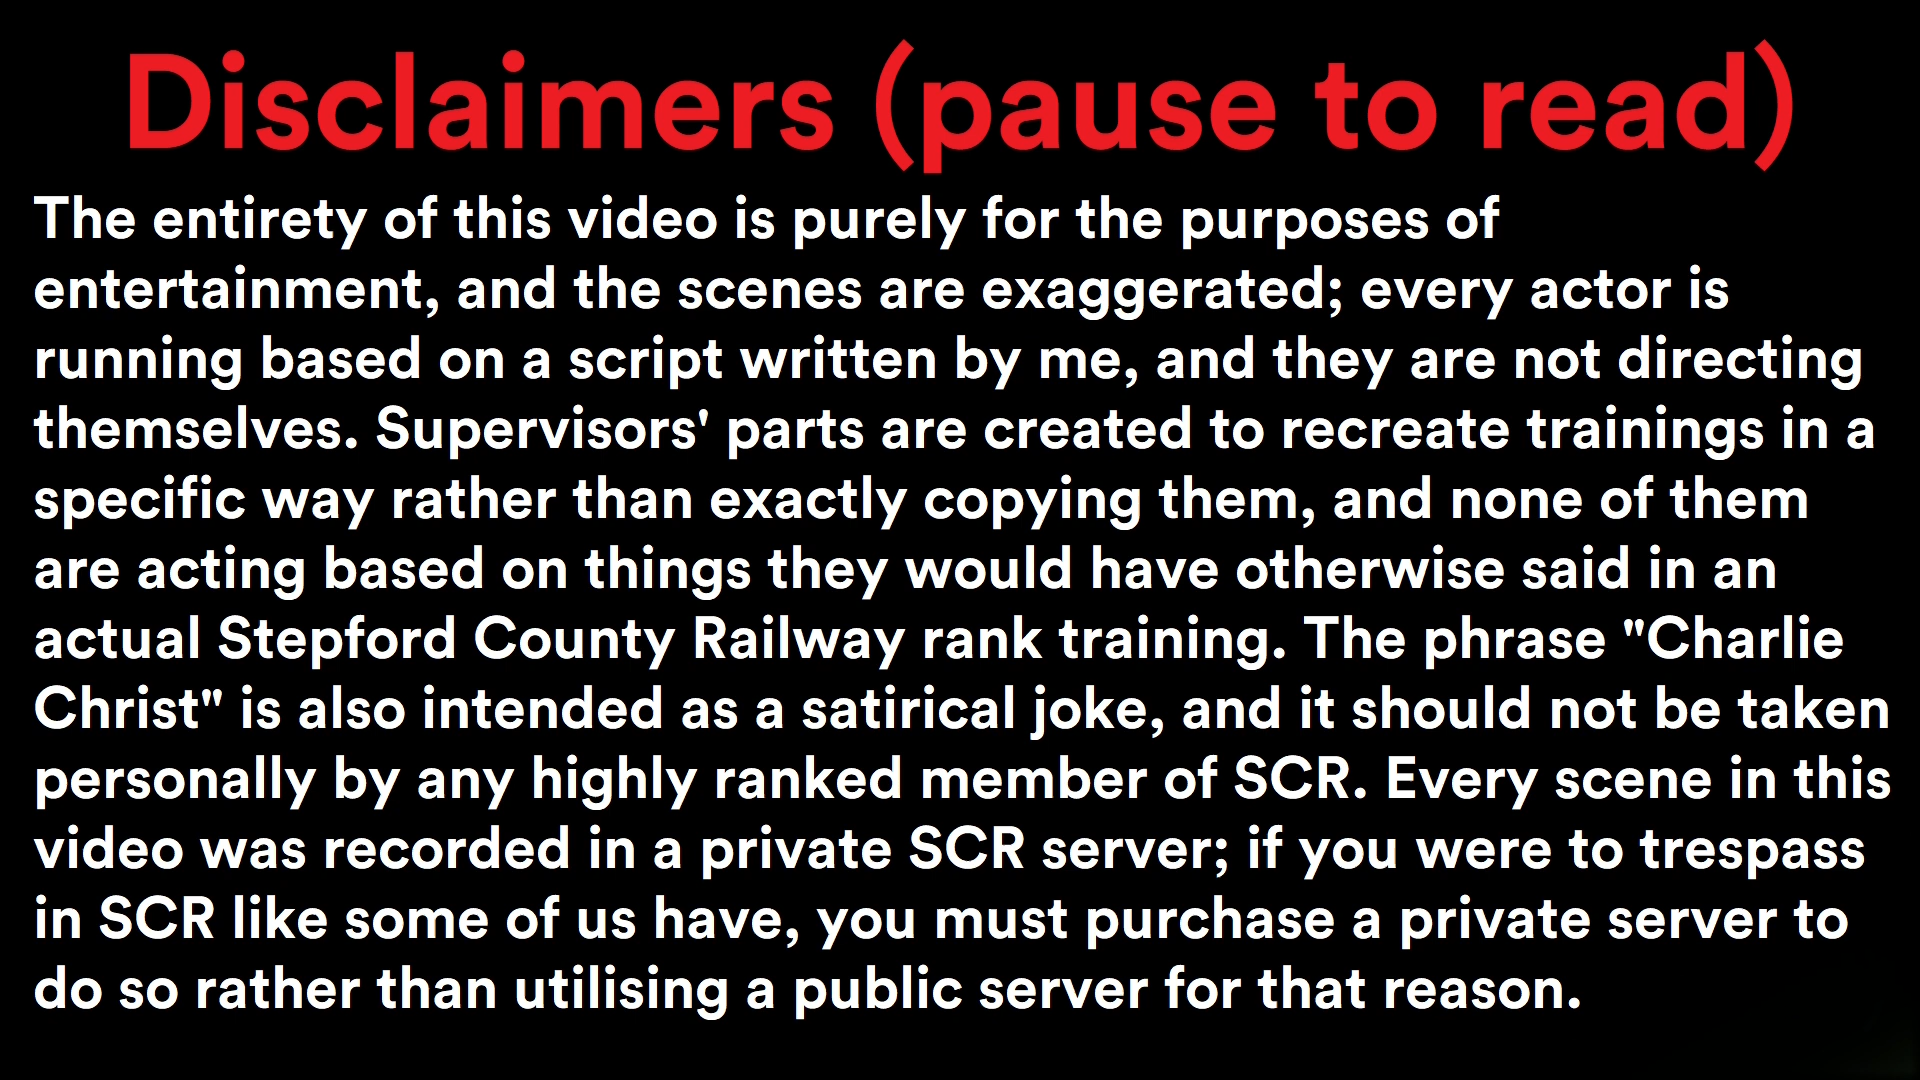 Disclaimers (pause to read)
The entirety of this video is purely for the purposes of
entertainment, and the scenes are exaggerated; every actor is
running based on a script written by me, and they are not directing
themselves. Supervisors' parts are created to recreate trainings in a
specific way rather than exactly copying them, and none of them
are acting based on things they would have otherwise said in an
actual Stepford County Railway rank training. The phrase "Charlie
Christ" is also intended as a satirical joke, and it should not be taken
personally by any highly ranked member of SCR. Every scene in this
video was recorded in a private SCR server; if you were to trespass
in SCR like some of us have, you must purchase a private server to
do so rather than utilising a public server for that reason.